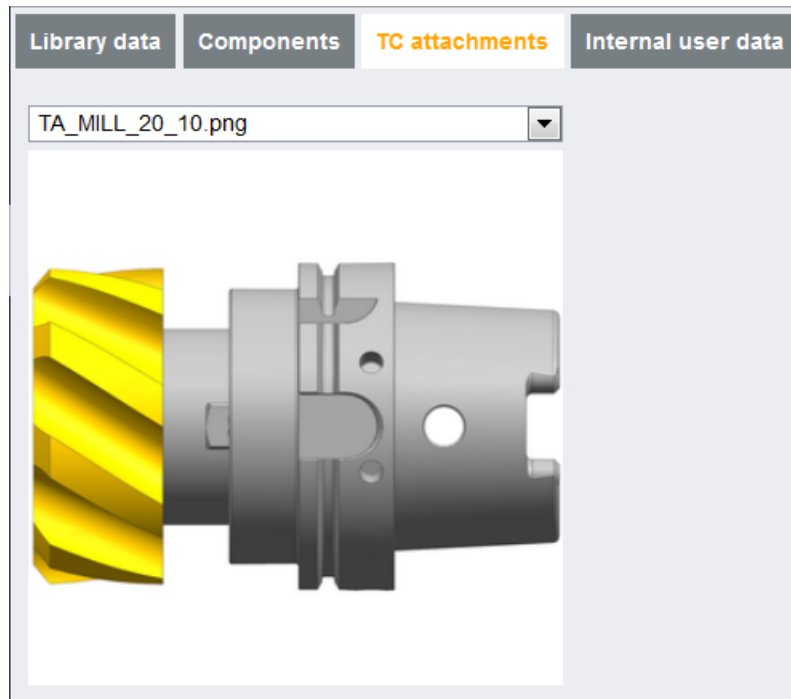 Library data Components TC attachments Internal user data
TA_MILL_20_10.png